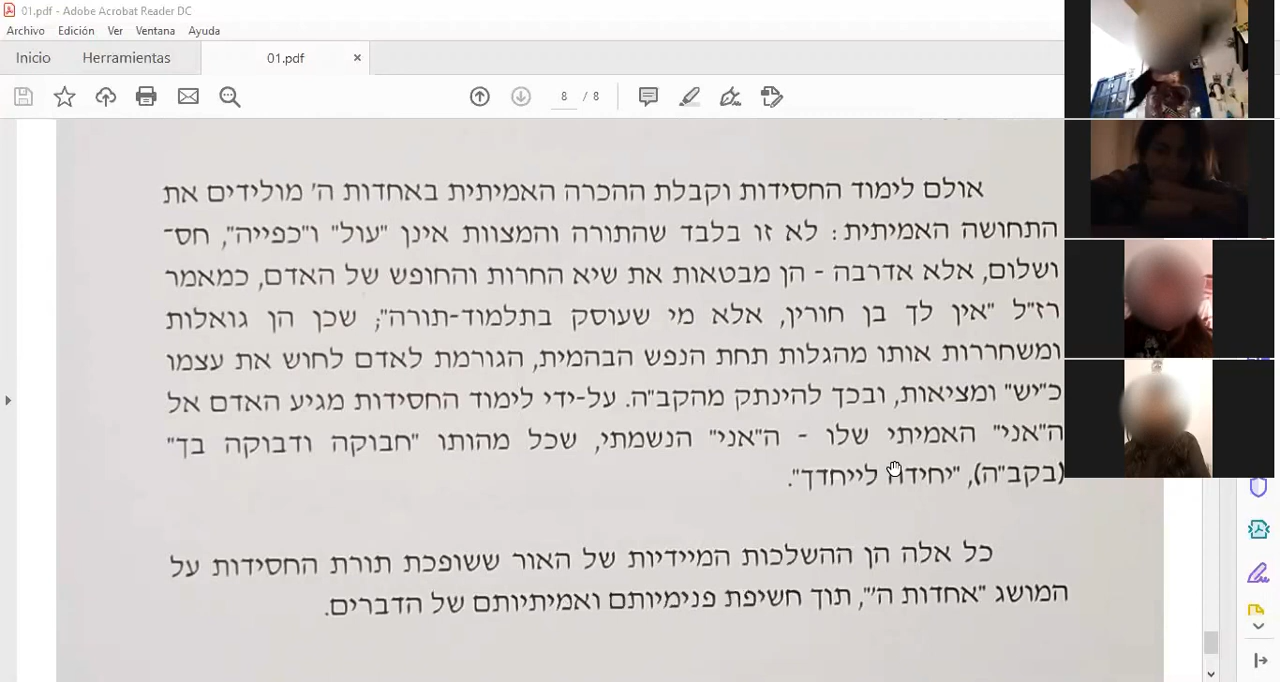 01.pdf - Adobe Acrobat Reader DC
Archivo Edición Ver Ventana Ayuda
Inicio Herramientas 01.pdf ×
8 / 8
אולם לימוד החסידות וקבלת ההכרה האמיתית באחדות ה' מולידים את
התחושה האמיתית: לא זו בלבד שהתורה והמצוות אינן "עול" ו"כפייה", חס־
ושלום, אלא אדרבה - הן מבטאות את שיא החרות והחופש של האדם, כמאמר
רז"ל "אין לך בן חורין, אלא מי שעוסק בתלמוד-תורה"; שכן הן גואלות
ומשחררות אותו מהגלות תחת הנפש הבהמית, הגורמת לאדם לחוש את עצמו
כ"יש" ומציאות, ובכך להינתק מהקב"ה. על-ידי לימוד החסידות מגיע האדם אל
ה"אני" האמיתי שלו - ה"אני" הנשמתי, שכל מהותו "חבוקה ודבוקה בך"
(בקב"ה), "יחידה לייחדך".
כל אלה הן ההשלכות המיידיות של האור ששופכת תורת החסידות על
המושג "אחדות ה'", תוך חשיפת פנימיותם ואמיתיותם של הדברים.